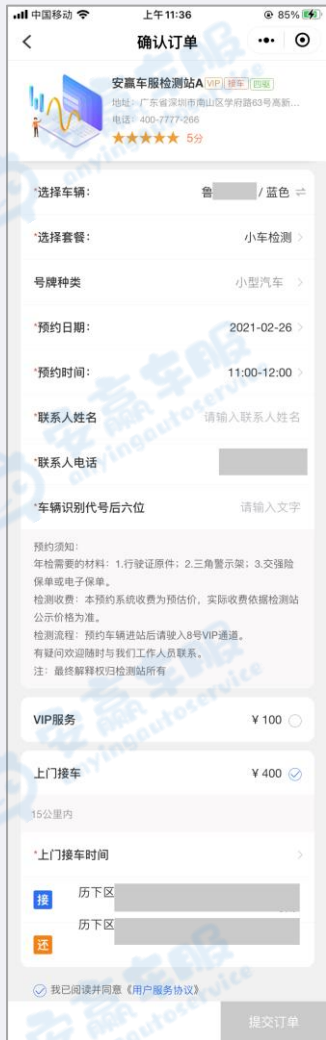 中国移动 上午11:36 85%
确认订单
安赢车服检测站A VIP 接车 四驱
地址：广东省深圳市南山区学府路63号高新...
电话：400-7777-266
5分
*选择车辆： 鲁 / 蓝色
*选择套餐： 小车检测
号牌种类 小型汽车
*预约日期： 2021-02-26
*预约时间： 11:00-12:00
*联系人姓名 请输入联系人姓名
*联系人电话
*车辆识别代号后六位 请输入文字
预约须知：
年检需要的材料：1.行驶证原件；2.三角警示架；3.交强险
保单或电子保单。
检测收费：本预约系统收费为预估价，实际收费依据检测站
公示价格为准。
检测流程：预约车辆进站后请驶入8号VIP通道。
有疑问欢迎随时与我们工作人员联系。
注：最终解释权归检测站所有
VIP服务 ¥ 100
上门接车 ¥ 400
15公里内
*上门接车时间
接 历下区
还 历下区
我已阅读并同意《用户服务协议》
提交订单
安赢车服
anyingautoservice